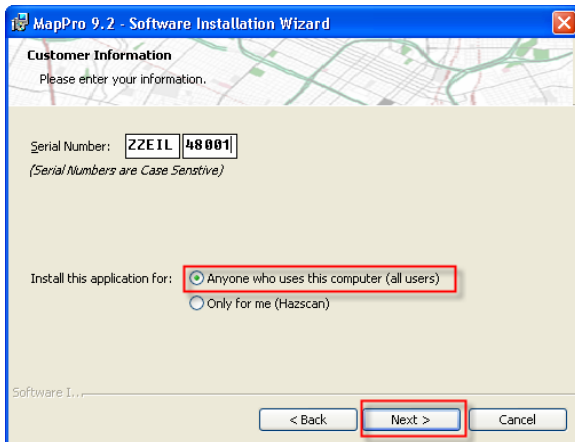 MapPro 9.2 - Software Installation Wizard
Customer Information
Please enter your information.
Serial Number: ZZEIL 48001
(Serial Numbers are Case Senstive)
Install this application for: Anyone who uses this computer (all users)
Only for me (Hazscan)
Software I...
< Back Next > Cancel